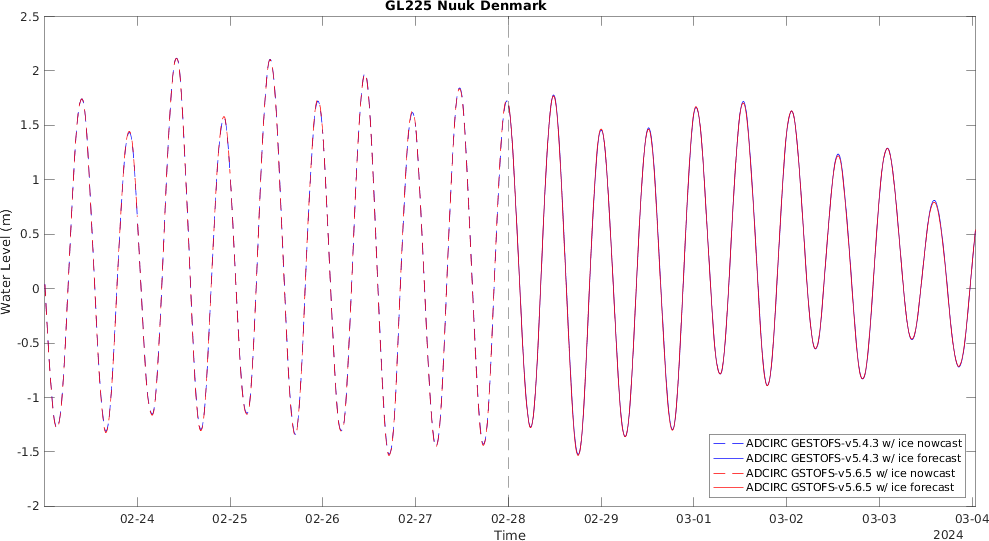 GL225 Nuuk Denmark
2.5
2
1.5
1
0.5
0
-0.5
-1
-1.5
-2
Water Level (m)
ADCIRC GESTOFS-v5.4.3 w/ ice nowcast
ADCIRC GESTOFS-v5.4.3 w/ ice forecast
ADCIRC GSTOFS-v5.6.5 w/ ice nowcast
ADCIRC GSTOFS-v5.6.5 w/ ice forecast
02-24 02-25 02-26 02-27 02-28 02-29 03-01 03-02 03-03 03-04
Time
2024